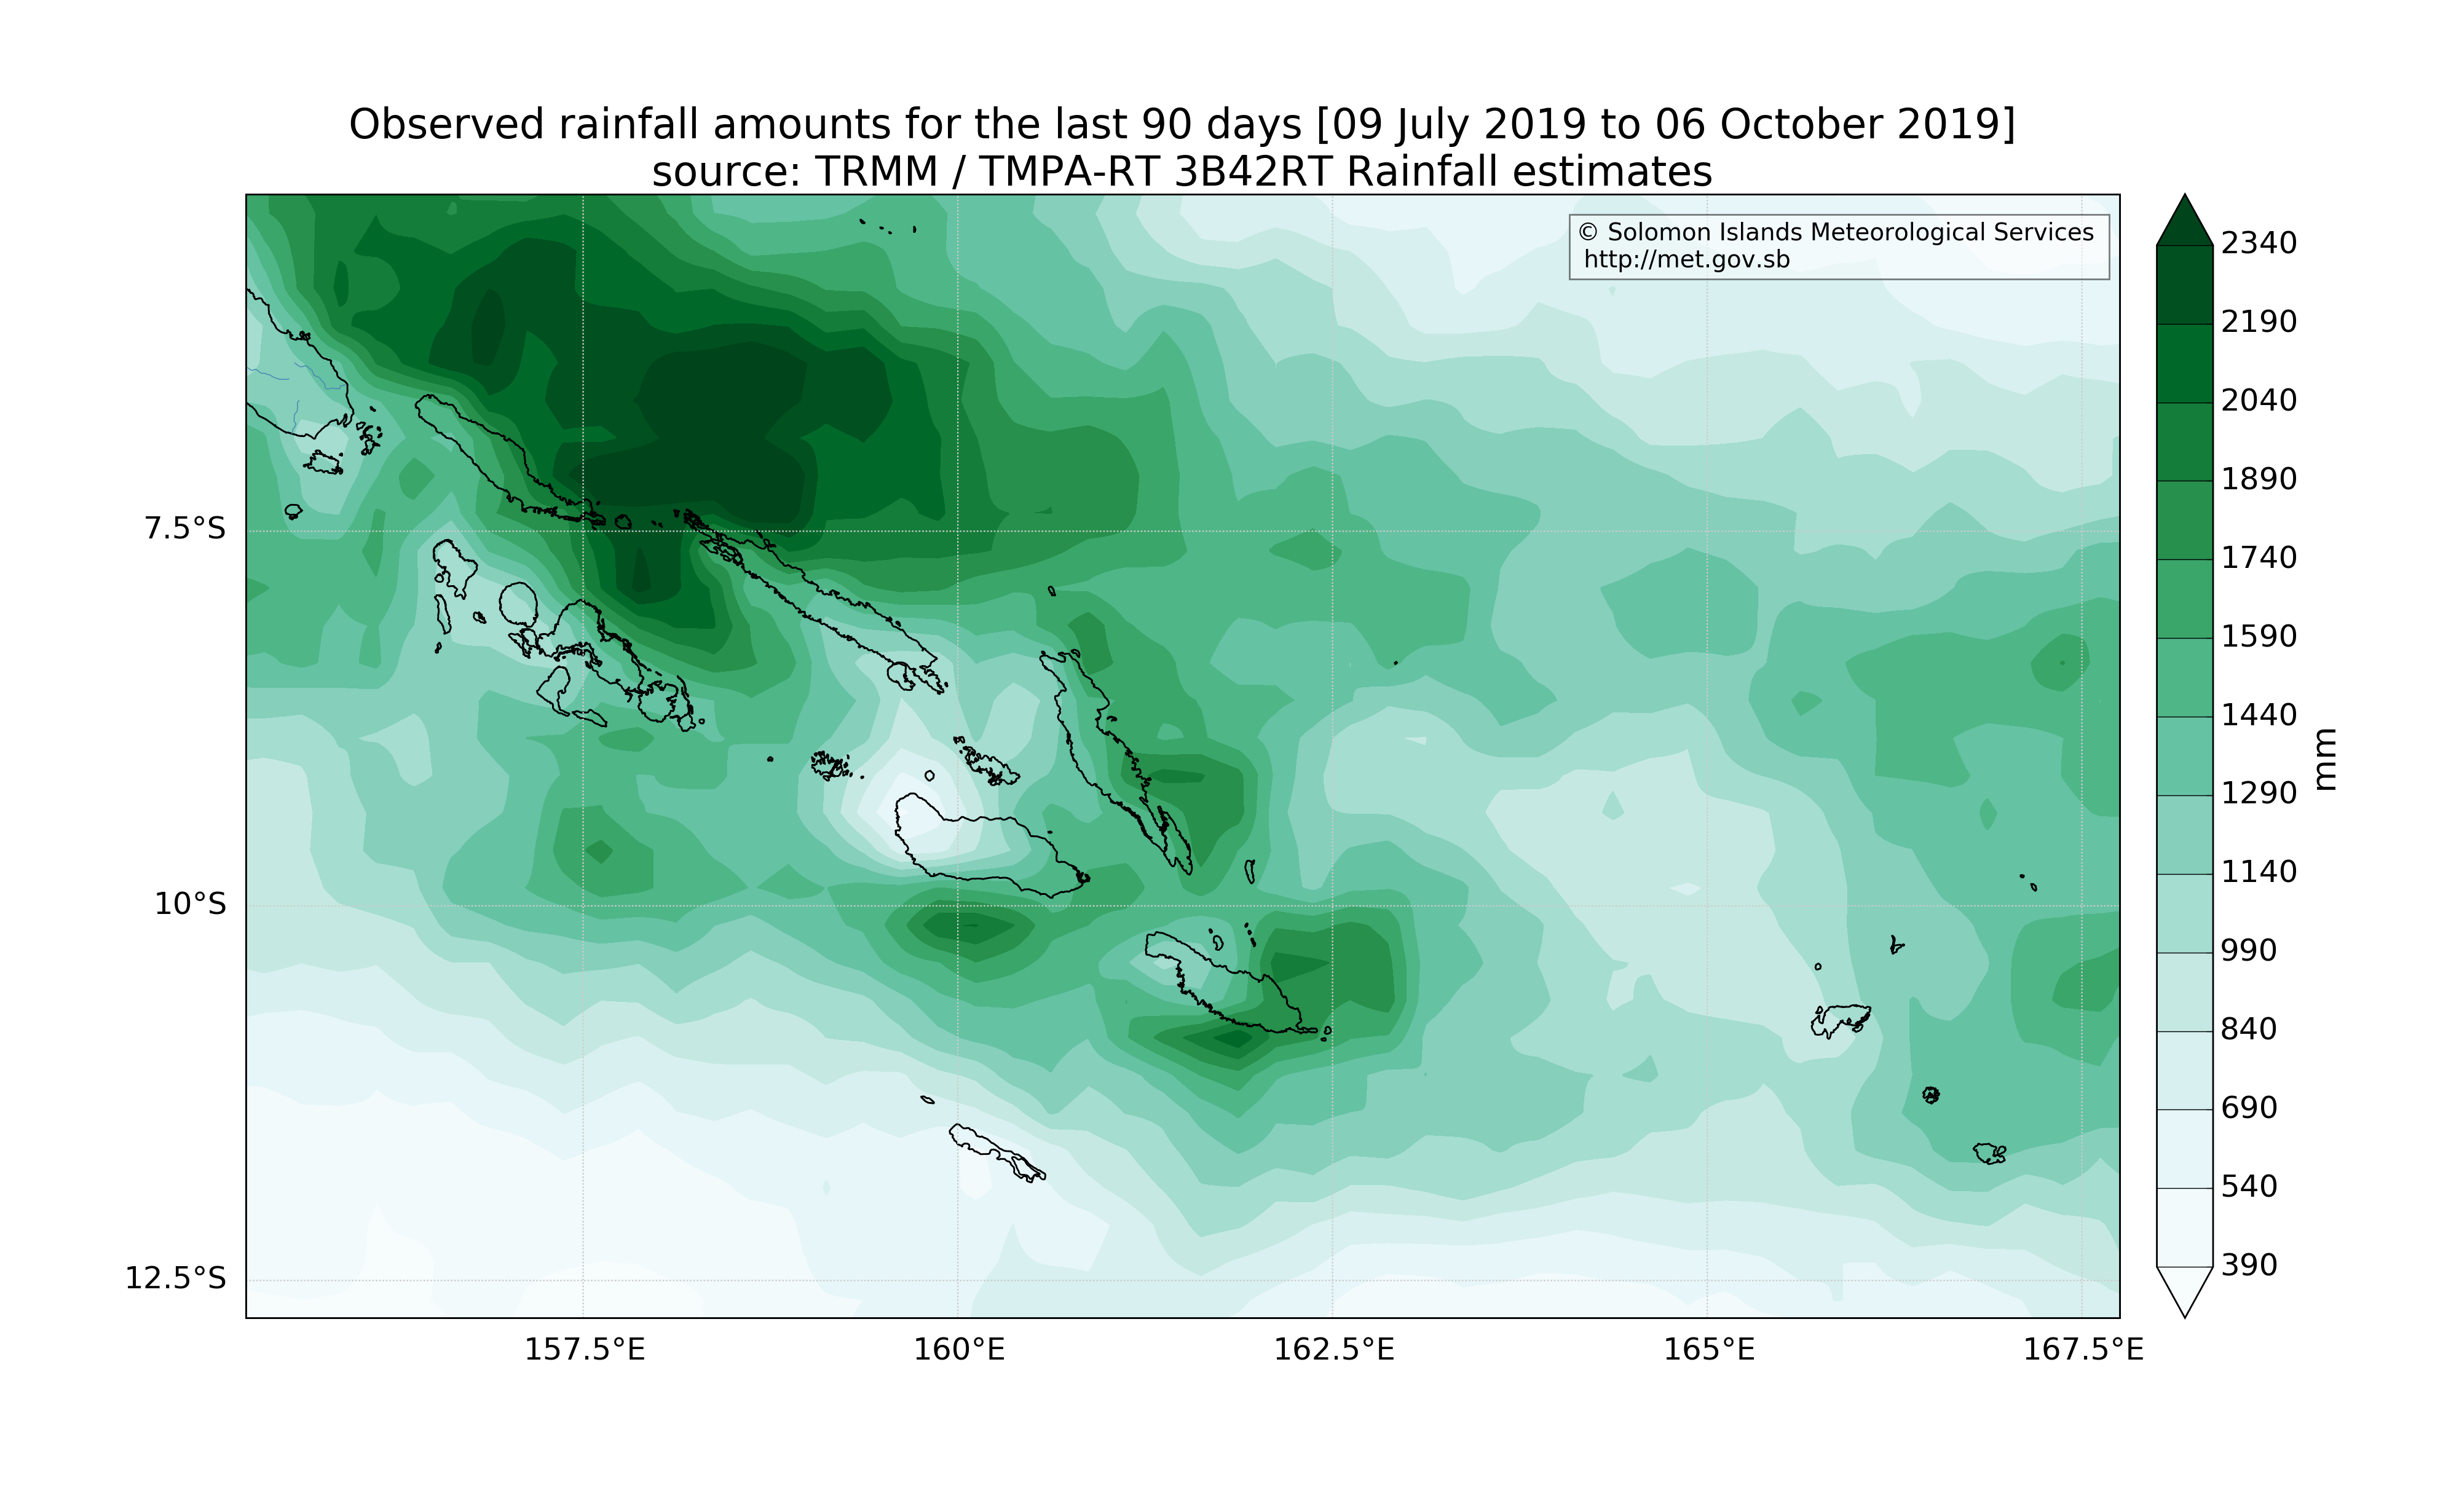 Observed rainfall amounts for the last 90 days [09 July 2019 to 06 October 2019]
source: TRMM / TMPA-RT 3B42RT Rainfall estimates
© Solomon Islands Meteorological Services
http://met.gov.sb
2340
2190
2040
1890
1740
1590
1440
1290
1140
990
840
690
540
390
mm
7.5°S
10°S
12.5°S
157.5°E
160°E
162.5°E
165°E
167.5°E